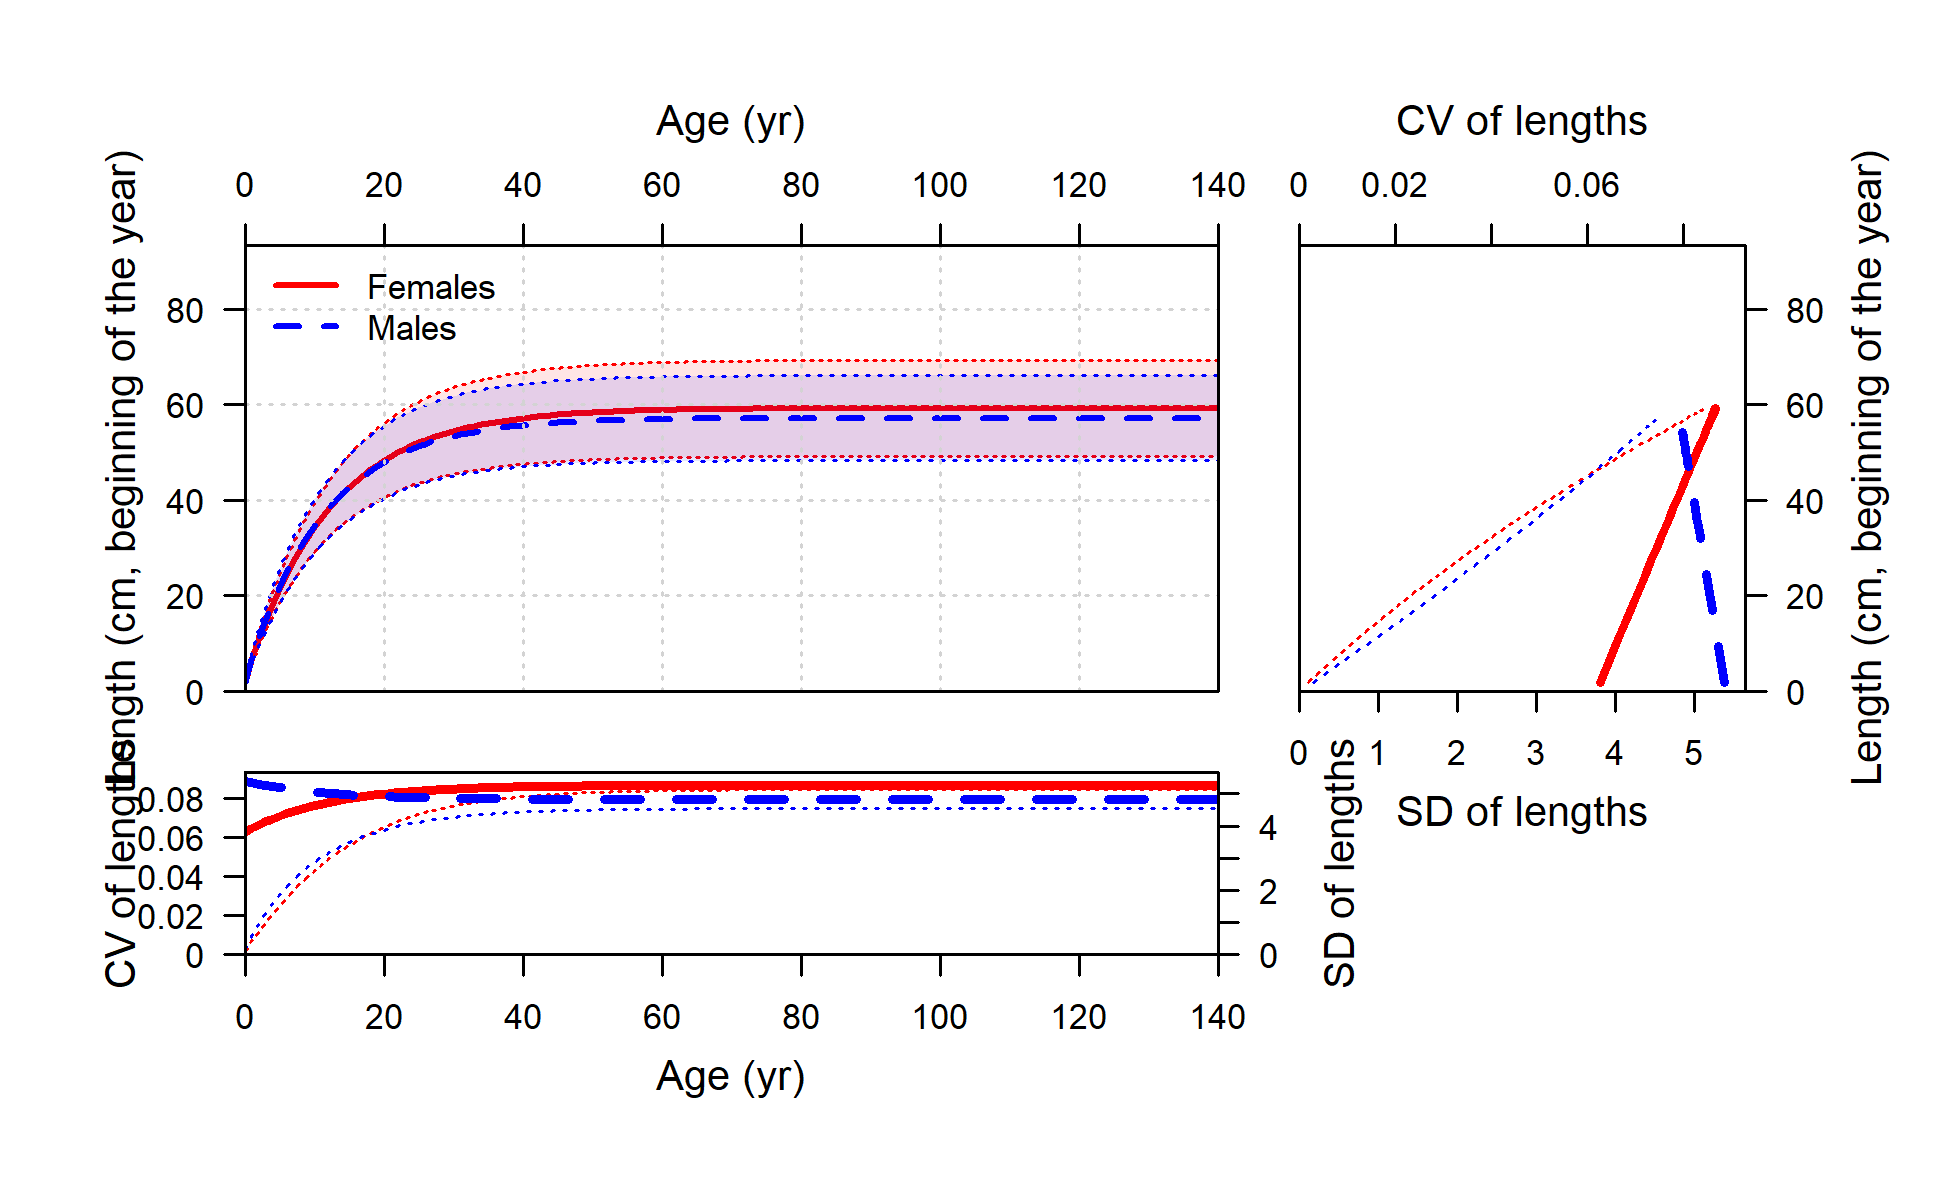 Age (yr)
0 20 40 60 80 100 120 140
Length (cm, beginning of the year)
80
60
40
20
0
Females
Males
CV of lengths
0 0.02 0.06
80
60
40
20
0
Length (cm, beginning of the year)
0 1 2 3 4 5
SD of lengths
CV of lengths
0.08
0.06
0.04
0.02
0
4
2
0
SD of lengths
0 20 40 60 80 100 120 140
Age (yr)